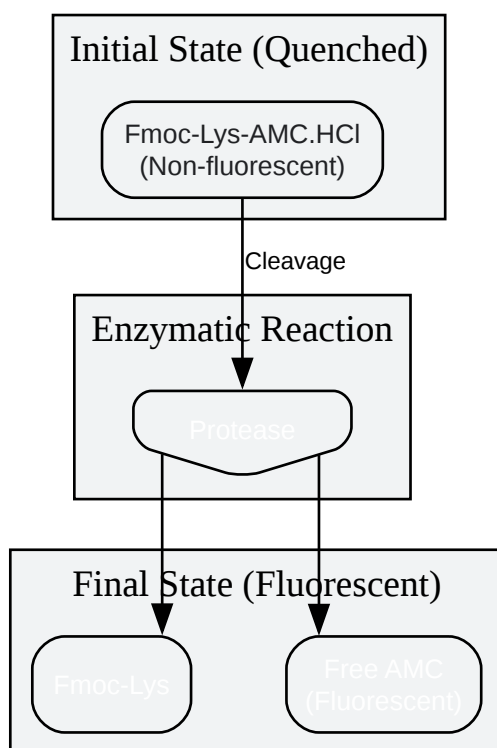 Initial State (Quenched)
Fmoc-Lys-AMC.HCl
(Non-fluorescent)
Cleavage
Enzymatic Reaction
Protease
Final State (Fluorescent)
Fmoc-Lys
Free AMC
(Fluorescent)